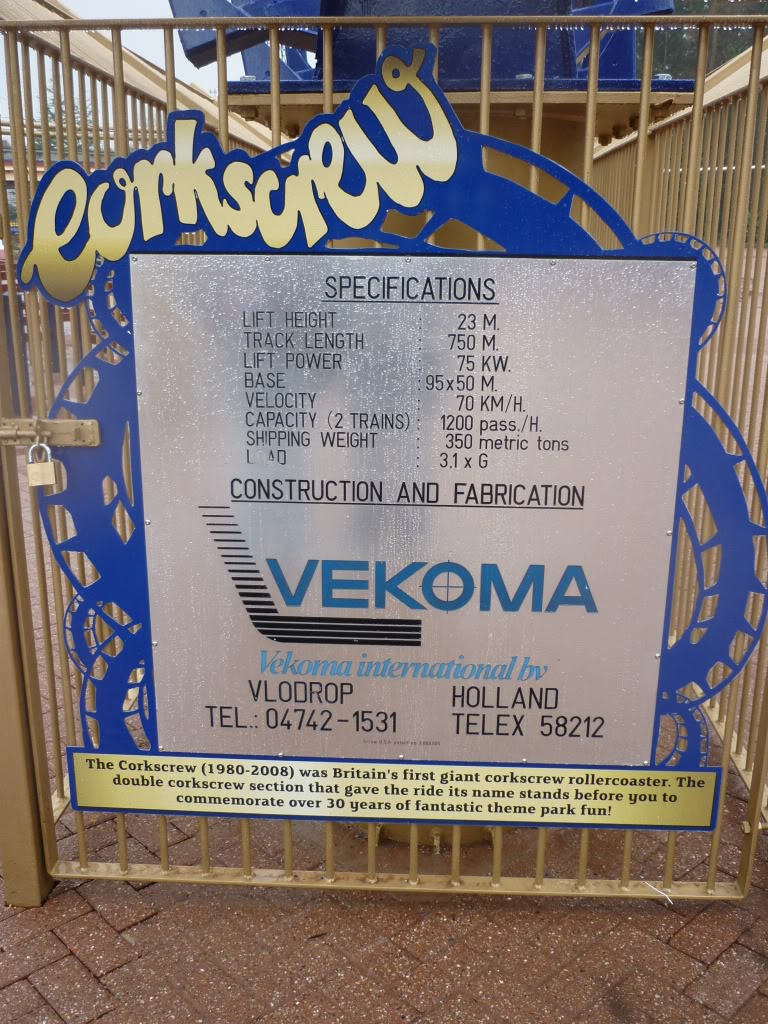 Corkscrew
SPECIFICATIONS
LIFT HEIGHT : 23 M.
TRACK LENGTH : 750 M.
LIFT POWER : 75 KW.
BASE : 95x50 M.
VELOCITY : 70 KM/H.
CAPACITY (2 TRAINS) : 1200 pass./H.
SHIPPING WEIGHT : 350 metric tons
L AD : 3,1 x G
CONSTRUCTION AND FABRICATION
VEKOMA
Vekoma international bv
VLODROP HOLLAND
TEL.: 04742-1531 TELEX 58212
The Corkscrew (1980-2008) was Britain's first giant corkscrew rollercoaster. The
double corkscrew section that gave the ride its name stands before you to
commemorate over 30 years of fantastic theme park fun!